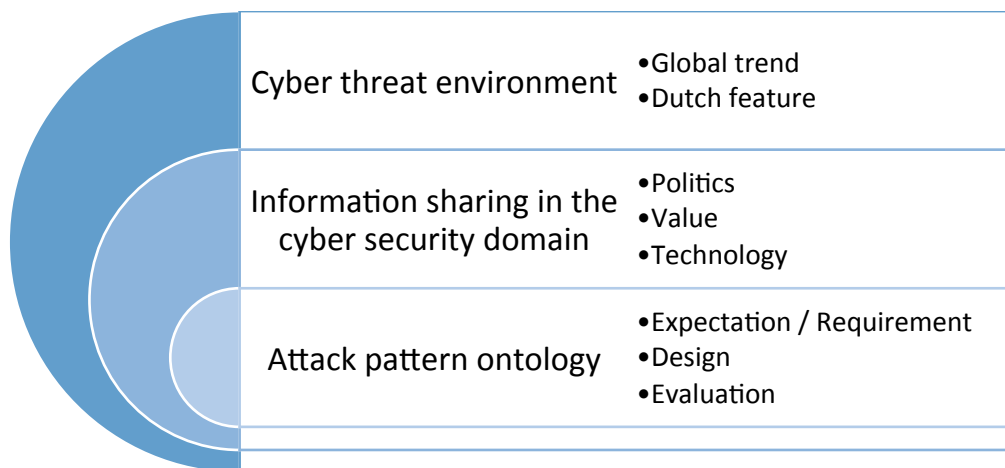 Cyber threat environment
•Global trend
•Dutch feature
Information sharing in the
cyber security domain
•Politics
•Value
•Technology
Attack pattern ontology
•Expectation / Requirement
•Design
•Evaluation